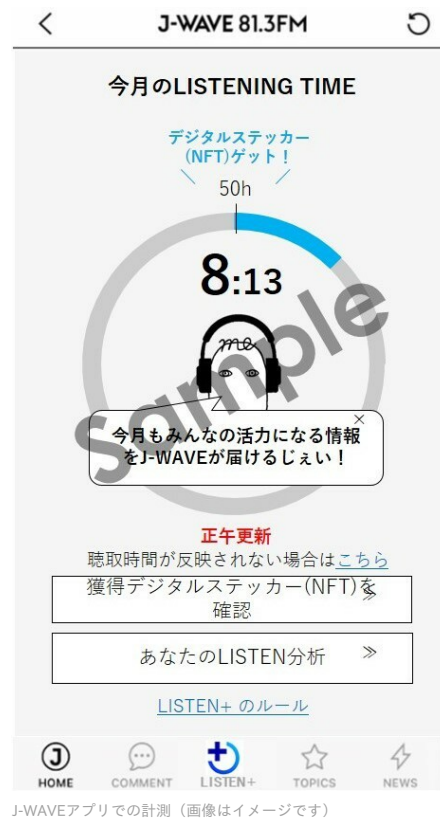 J-WAVE 81.3FM
今月のLISTENING TIME
デジタルステッカー
(NFT)ゲット！
50h
8:13
me
Sample
今月もみんなの活力になる情報
をJ-WAVEが届けるじぇい！
正午更新
聴取時間が反映されない場合はこちら
獲得デジタルステッカー(NFT)を
確認
あなたのLISTEN分析
LISTEN+ のルール
J
HOME
COMMENT
LISTEN+
TOPICS
NEWS
J-WAVEアプリでの計測（画像はイメージです）